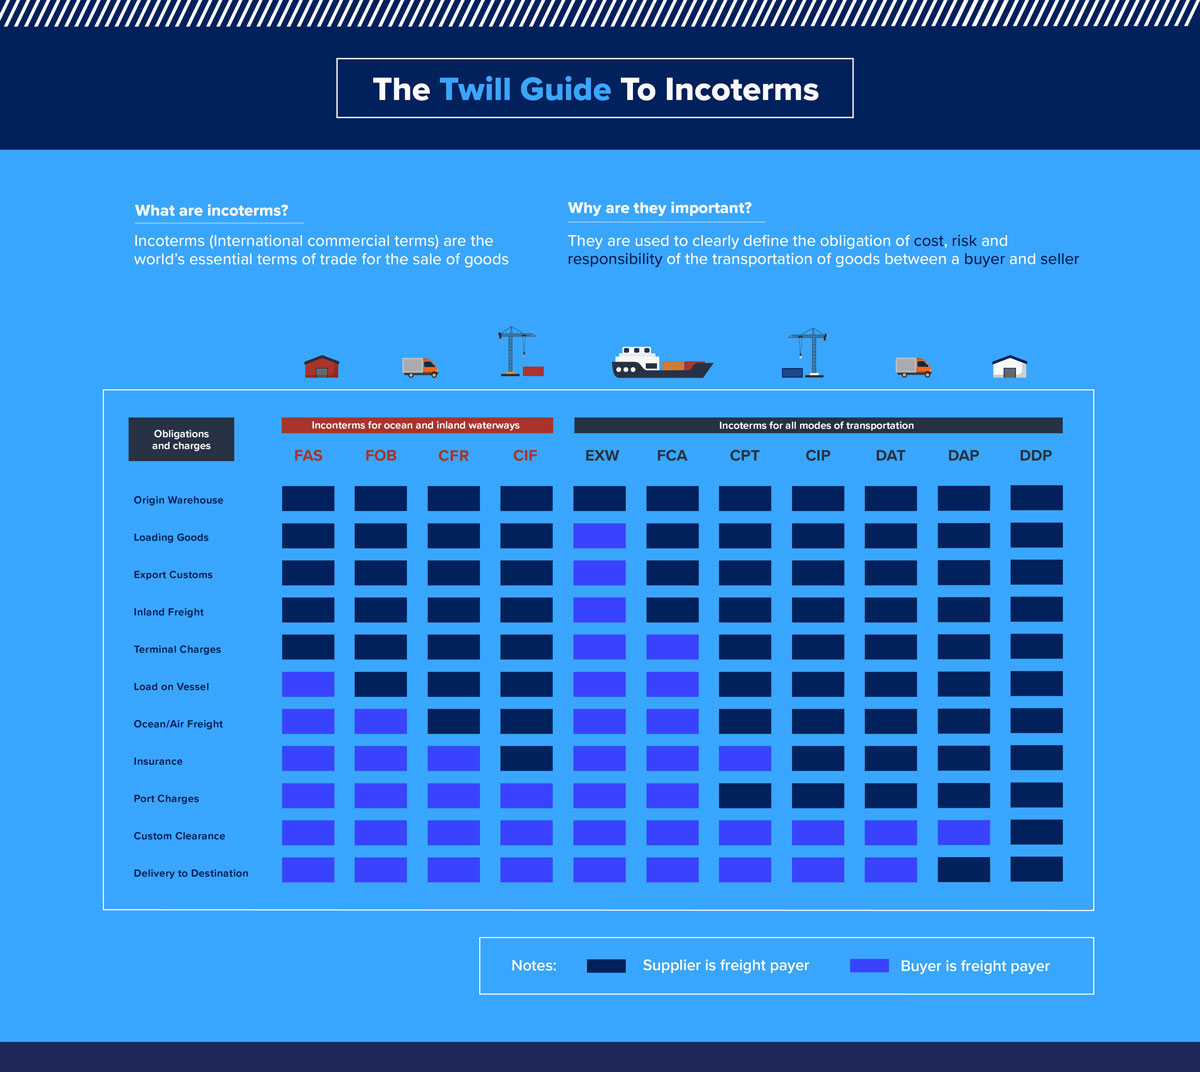 The Twill Guide To Incoterms
What are incoterms?
Incoterms (International commercial terms) are the
world's essential terms of trade for the sale of goods
Why are they important?
They are used to clearly define the obligation of cost, risk and
responsibility of the transportation of goods between a buyer and seller
Obligations
and charges
Inconterms for ocean and inland waterways
Incoterms for all modes of transportation
FAS FOB CFR CIF EXW FCA CPT CIP DAT DAP DDP
Origin Warehouse
Loading Goods
Export Customs
Inland Freight
Terminal Charges
Load on Vessel
Ocean/Air Freight
Insurance
Port Charges
Custom Clearance
Delivery to Destination
Notes: Supplier is freight payer Buyer is freight payer